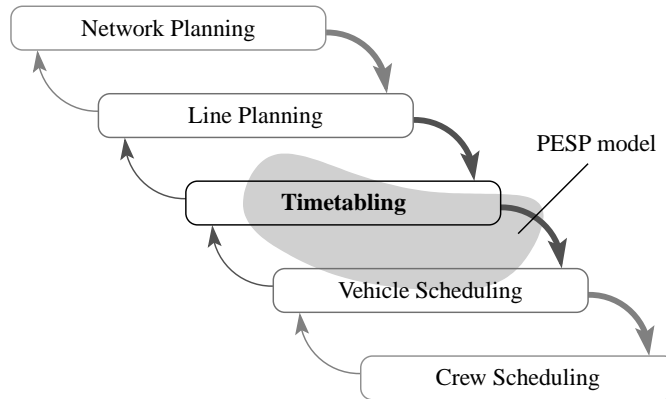 Network Planning
Line Planning
PESP model
Timetabling
Vehicle Scheduling
Crew Scheduling